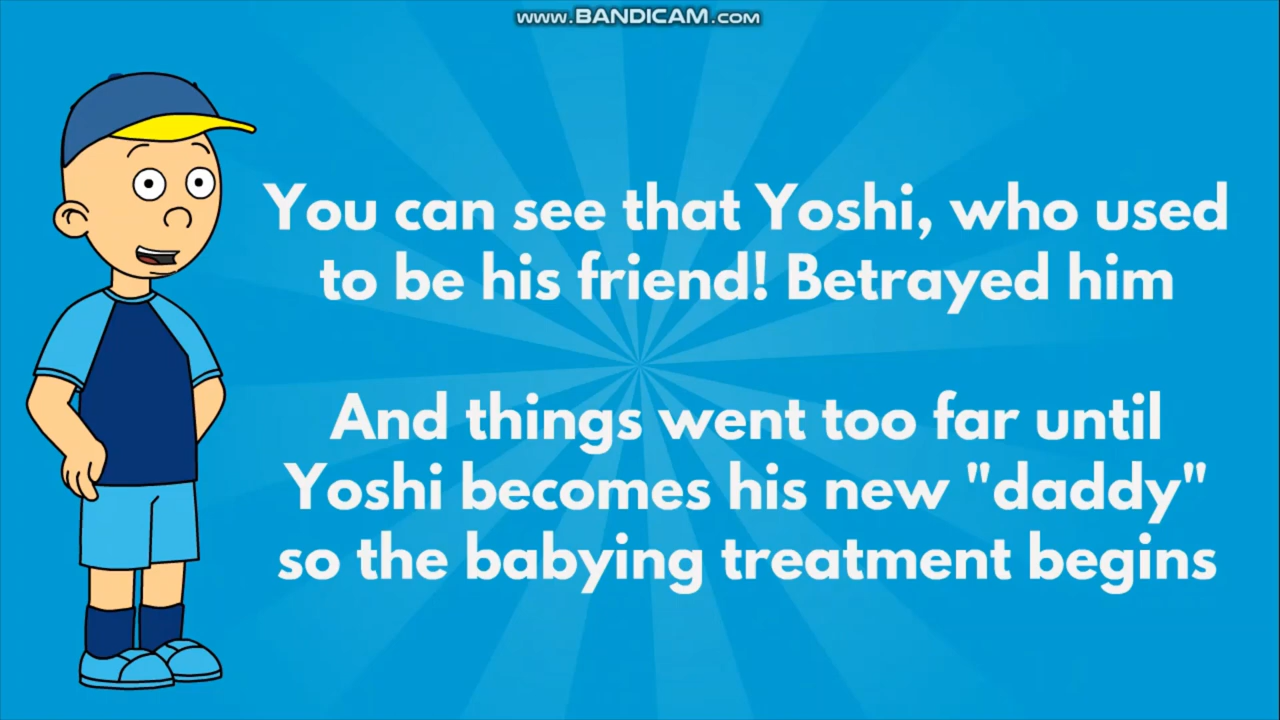 www.BANDICAM.com
You can see that Yoshi, who used
to be his friend! Betrayed him
And things went too far until
Yoshi becomes his new "daddy"
so the babying treatment begins